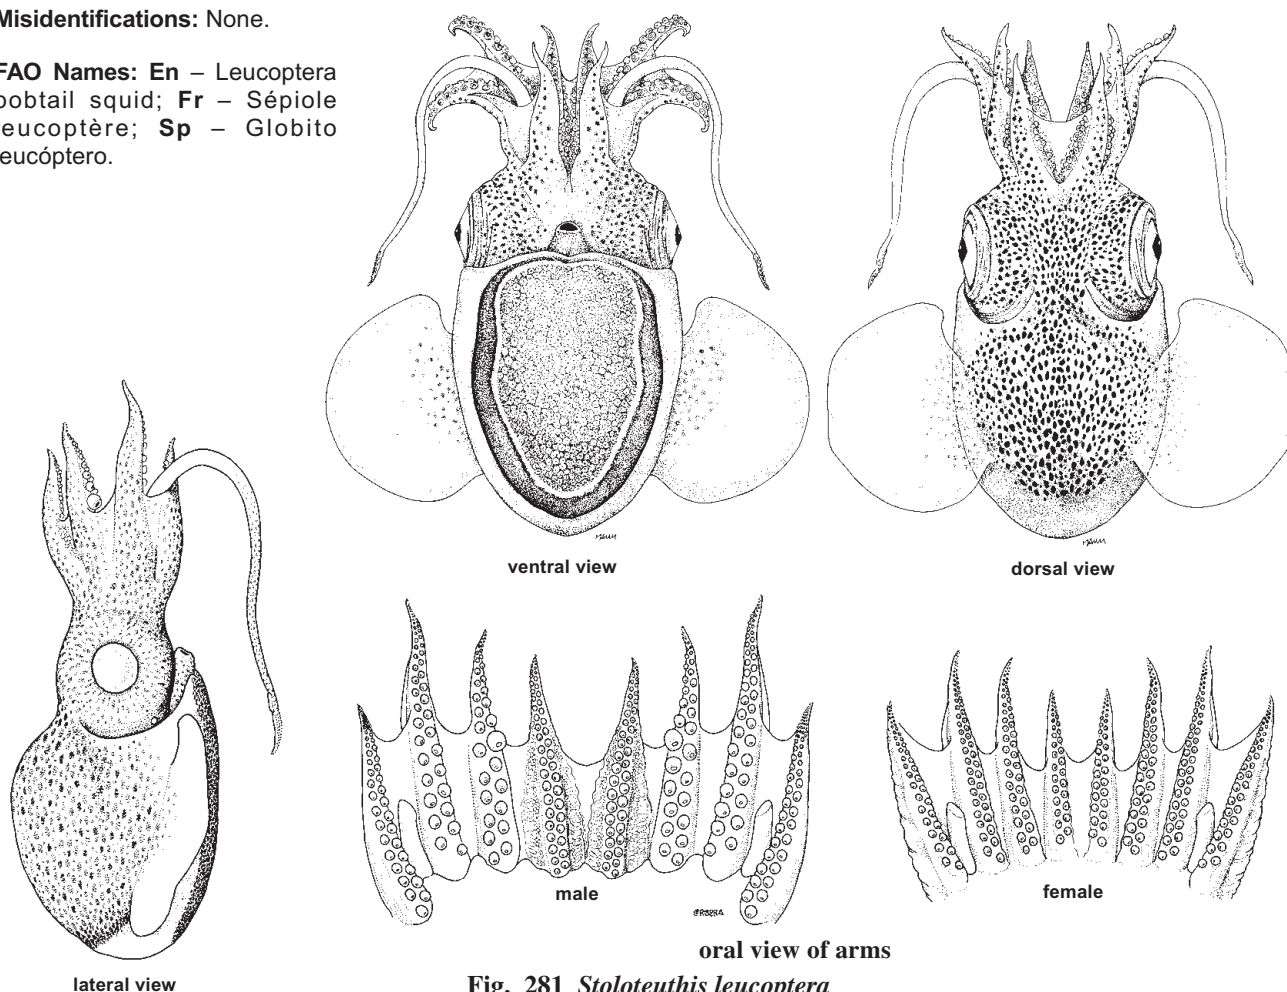 Misidentifications: None.
FAO Names: En – Leucoptera
bobtail squid; Fr – Sépiole
leucoptère; Sp – Globito
leucóptero.
ventral view
dorsal view
male
female
oral view of arms
lateral view
Fig. 281 Stoloteuthis leucoptera